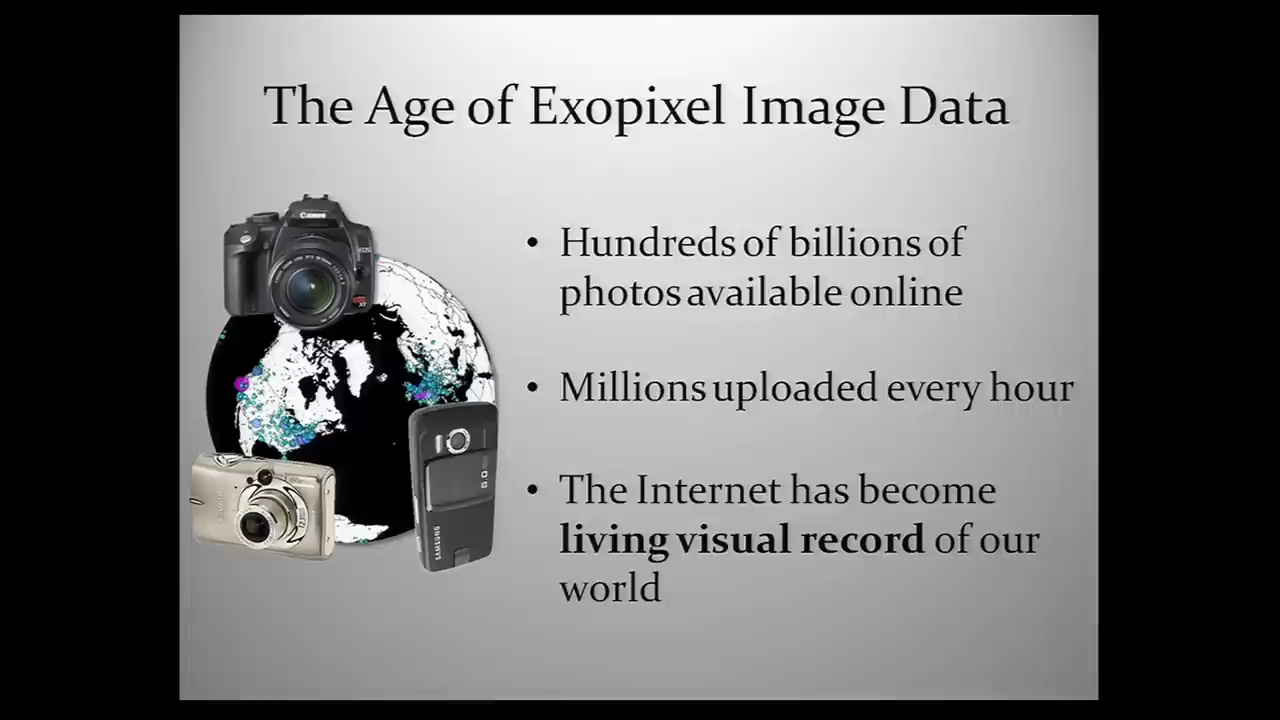 The Age of Exopixel Image Data
Canon
• Hundreds of billions of
photos available online
• Millions uploaded every hour
• The Internet has become
living visual record of our
world
SAMSUNG